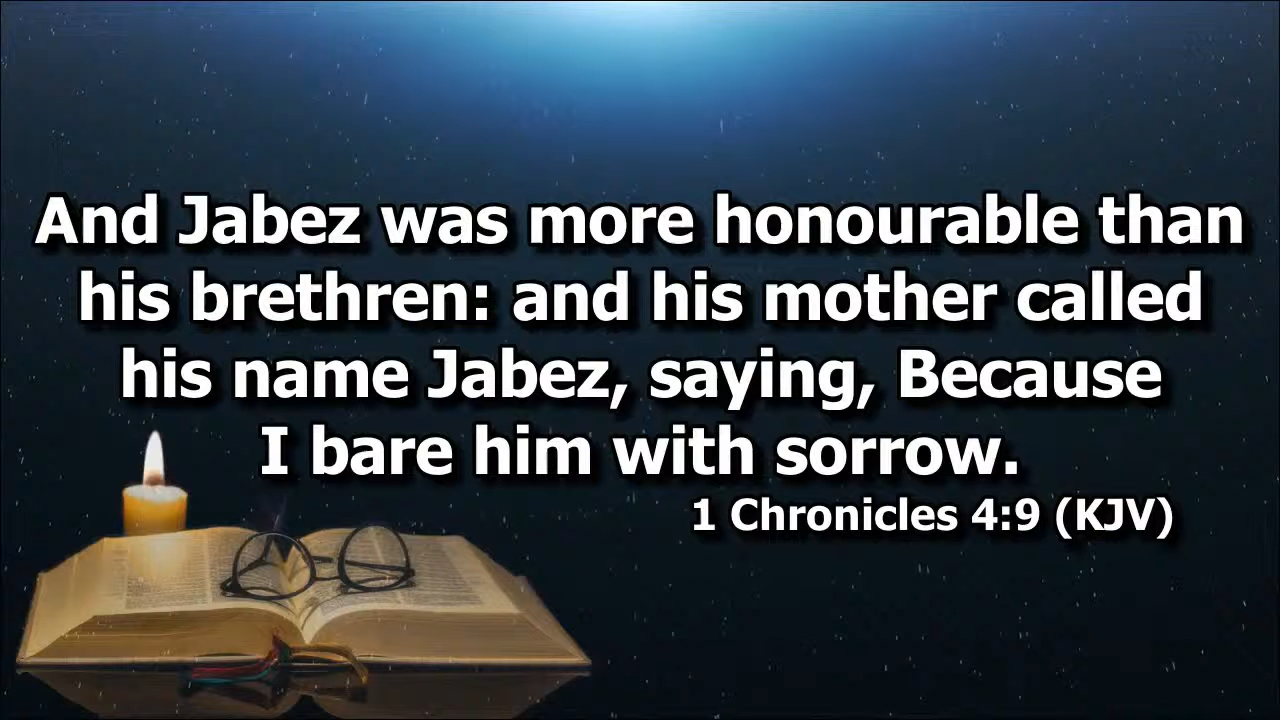 And Jabez was more honourable than
his brethren: and his mother called
his name Jabez, saying, Because
I bare him with sorrow.
1 Chronicles 4:9 (KJV)